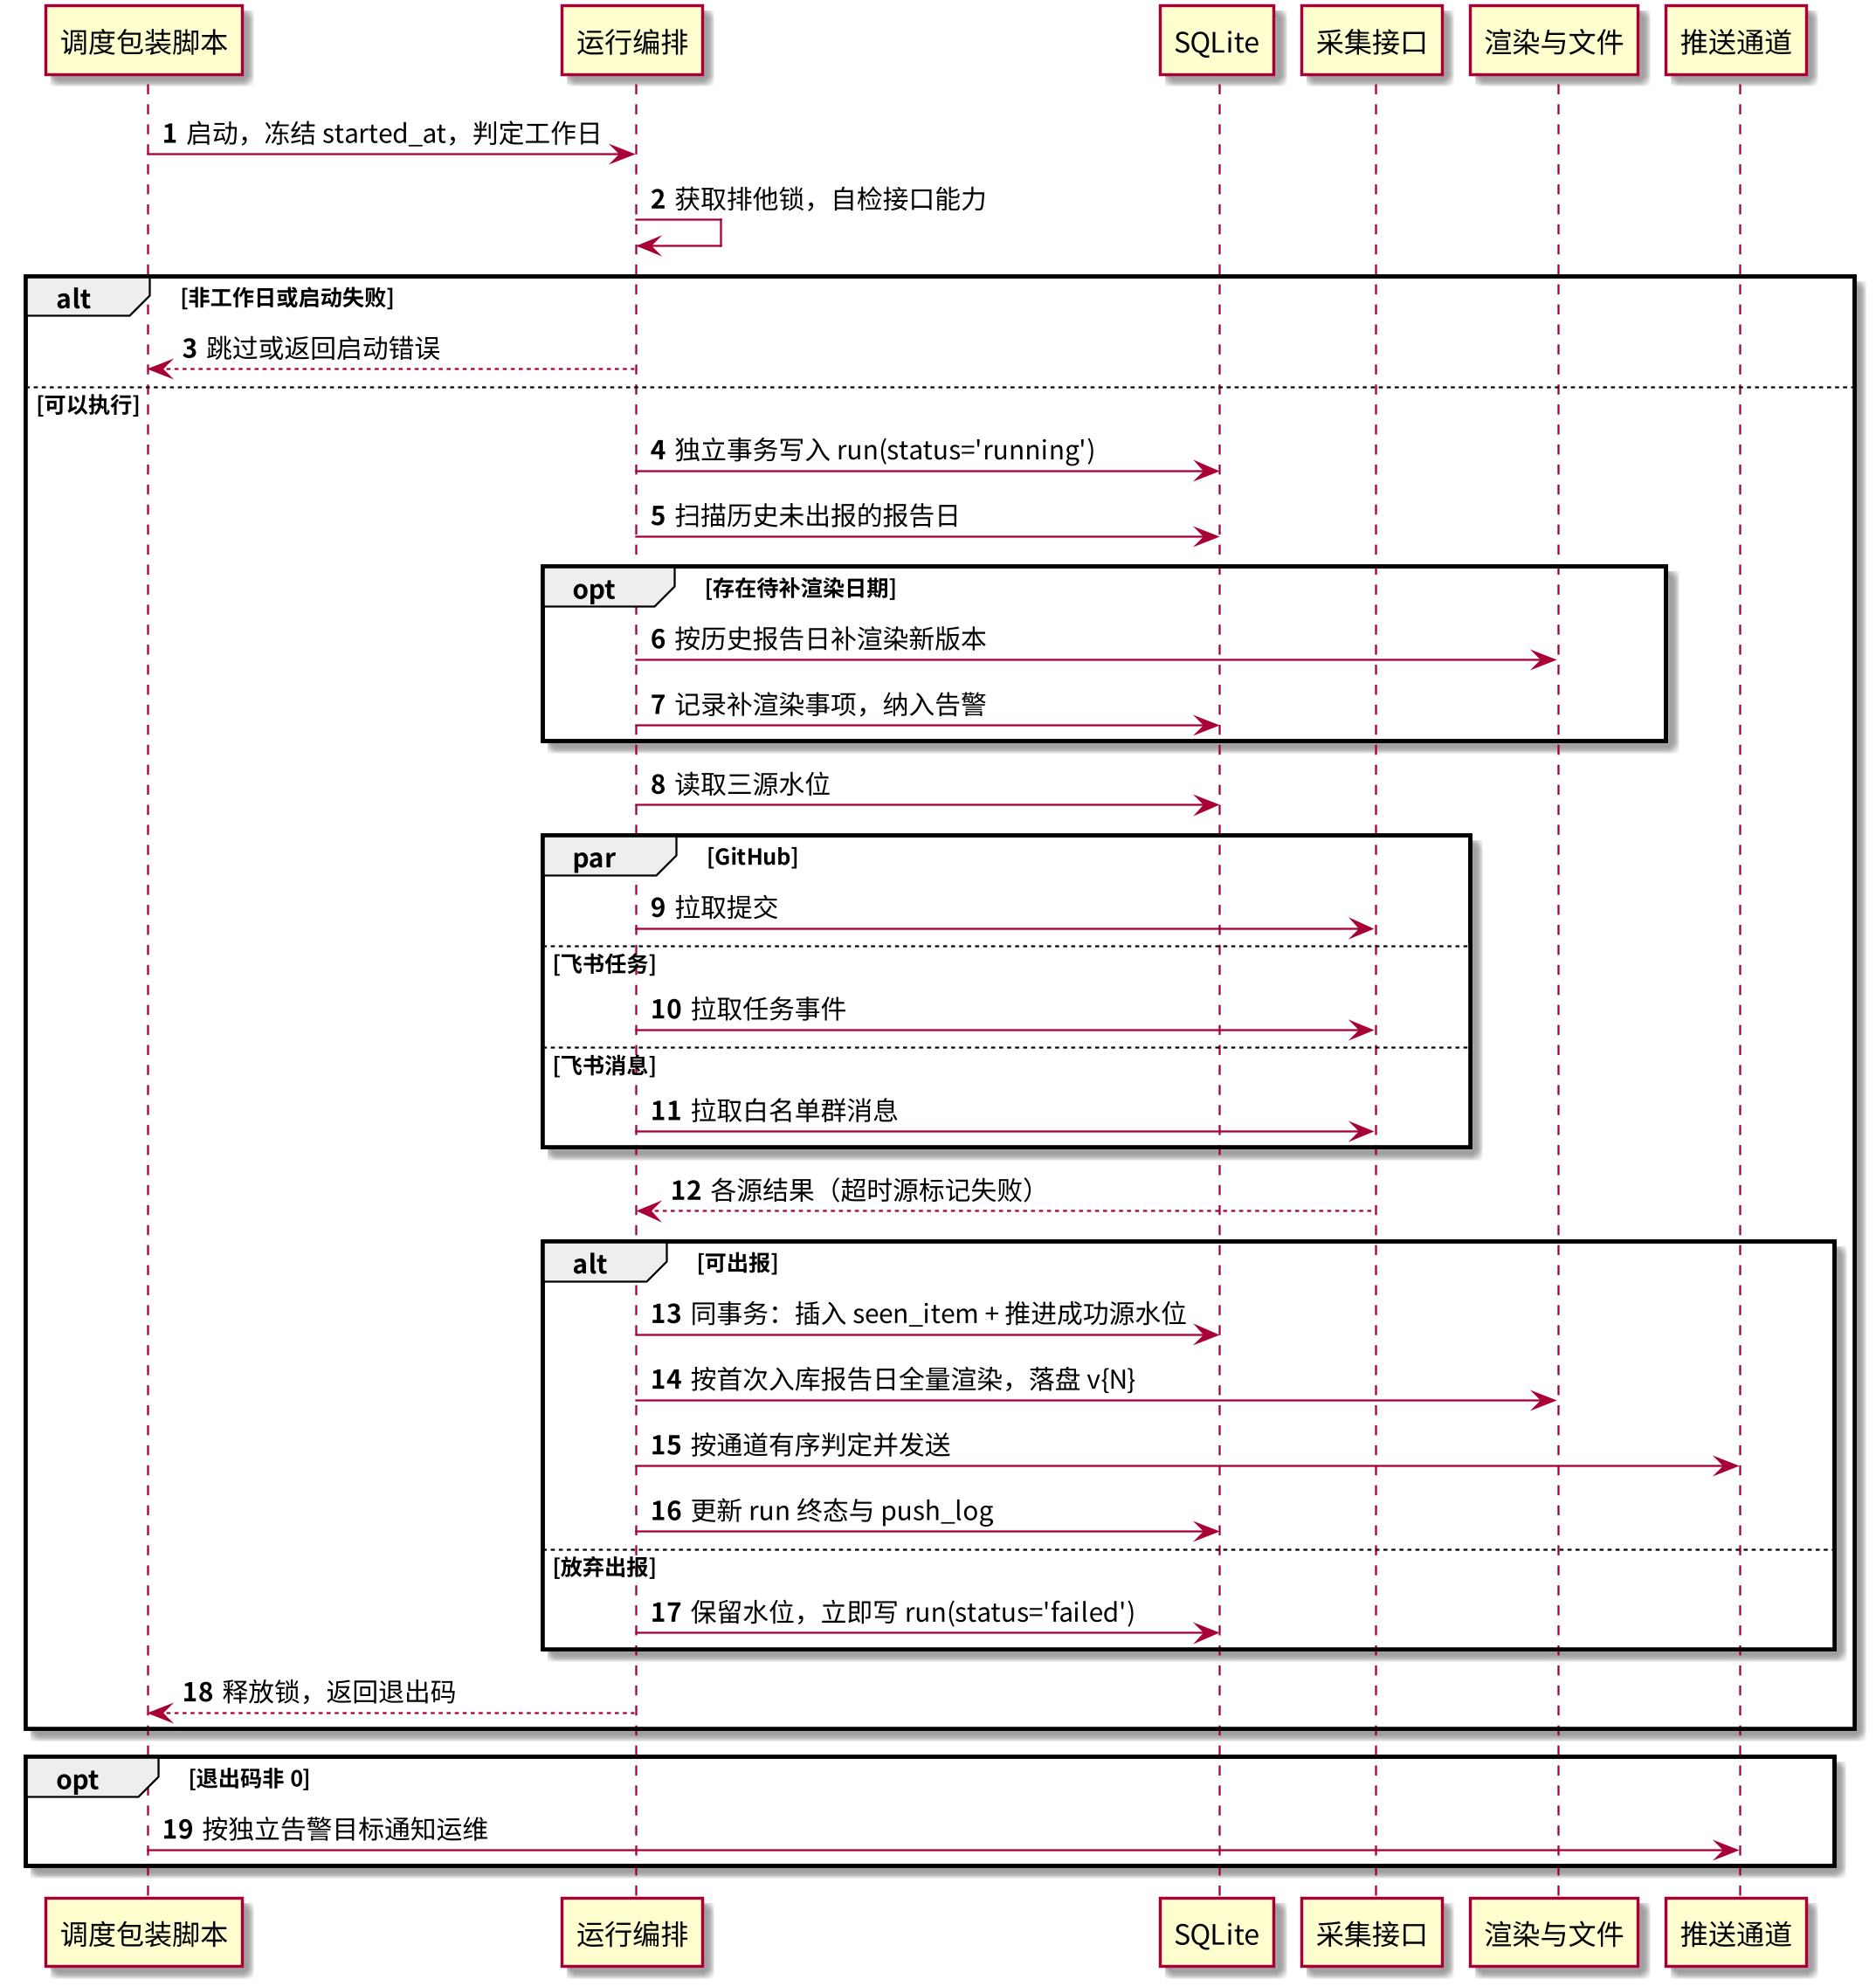 调度包装脚本
运行编排
SQLite
采集接口
渲染与文件
推送通道
1 启动，冻结 started_at，判定工作日
2 获取排他锁，自检接口能力
alt [非工作日或启动失败]
3 跳过或返回启动错误
[可以执行]
4 独立事务写入 run(status='running')
5 扫描历史未出报的报告日
opt [存在待补渲染日期]
6 按历史报告日补渲染新版本
7 记录补渲染事项，纳入告警
8 读取三源水位
par [GitHub]
9 拉取提交
[飞书任务]
10 拉取任务事件
[飞书消息]
11 拉取白名单群消息
12 各源结果（超时源标记失败）
alt [可出报]
13 同事务：插入 seen_item + 推进成功源水位
14 按首次入库报告日全量渲染，落盘 v{N}
15 按通道有序判定并发送
16 更新 run 终态与 push_log
[放弃出报]
17 保留水位，立即写 run(status='failed')
18 释放锁，返回退出码
opt [退出码非 0]
19 按独立告警目标通知运维
调度包装脚本
运行编排
SQLite
采集接口
渲染与文件
推送通道